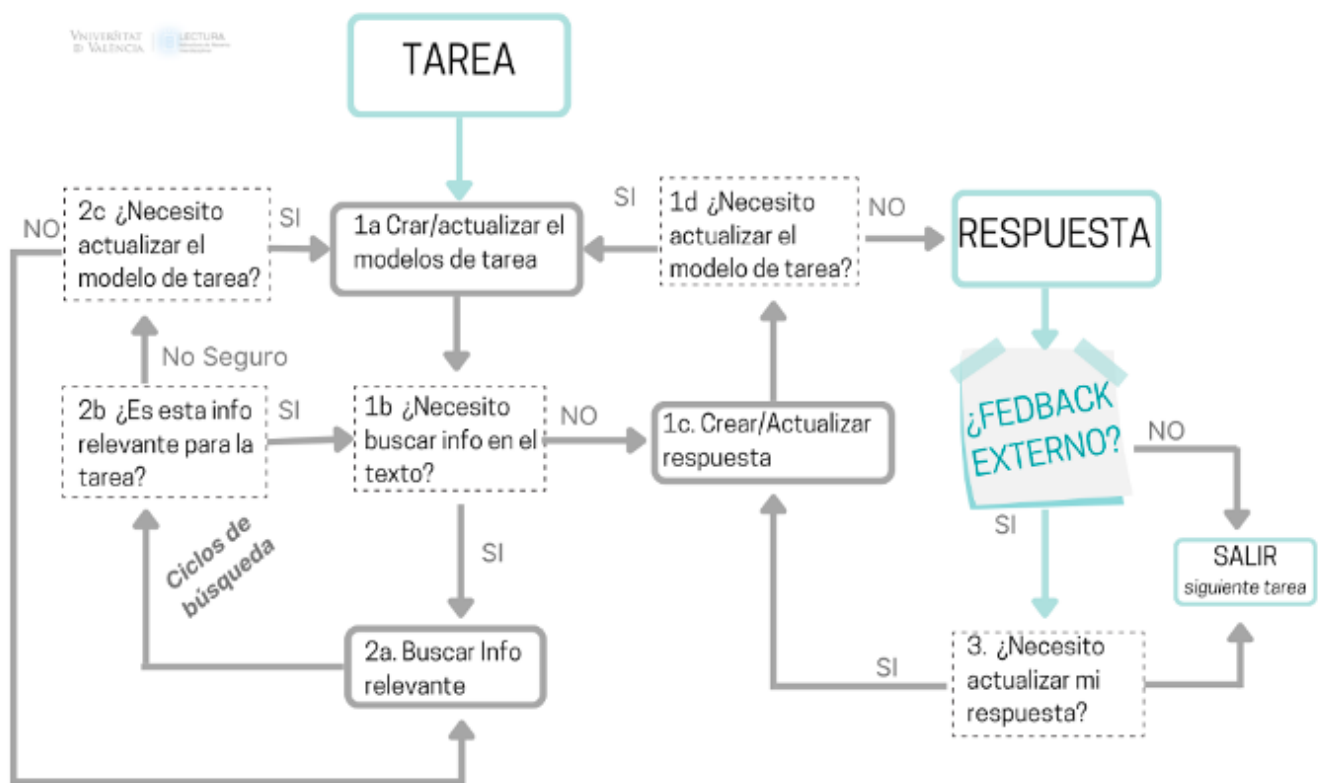 VNIVERSITAT
D VALÈNCIA
LECTURA
TAREA
2c ¿Necesito
actualizar el
modelo de tarea?
NO
SI
1a Crar/actualizar el
modelos de tarea
SI
1d ¿Necesito
actualizar el
modelo de tarea?
NO
RESPUESTA
No Seguro
2b ¿Es esta info
relevante para la
tarea?
SI
1b ¿Necesito
buscar info en el
texto?
NO
1c. Crear/Actualizar
respuesta
¿FEDBACK
EXTERNO?
NO
SI
Ciclos de
búsqueda
SI
SALIR
siguiente tarea
2a. Buscar Info
relevante
SI
3. ¿Necesito
actualizar mi
respuesta?